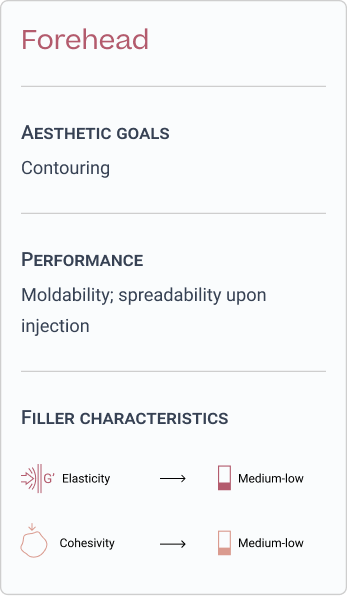 Forehead
AESTHETIC GOALS
Contouring
PERFORMANCE
Moldability; spreadability upon
injection
FILLER CHARACTERISTICS
G' Elasticity → Medium-low
Cohesivity → Medium-low